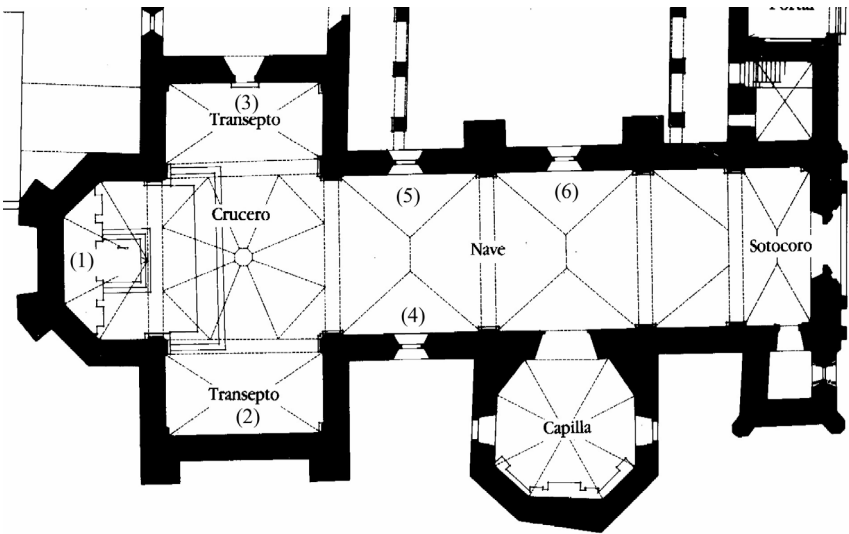 Portal
(3)
Transepto
(5)
(6)
Crucero
(1)
Nave
Sotocoro
(4)
Transepto
(2)
Capilla